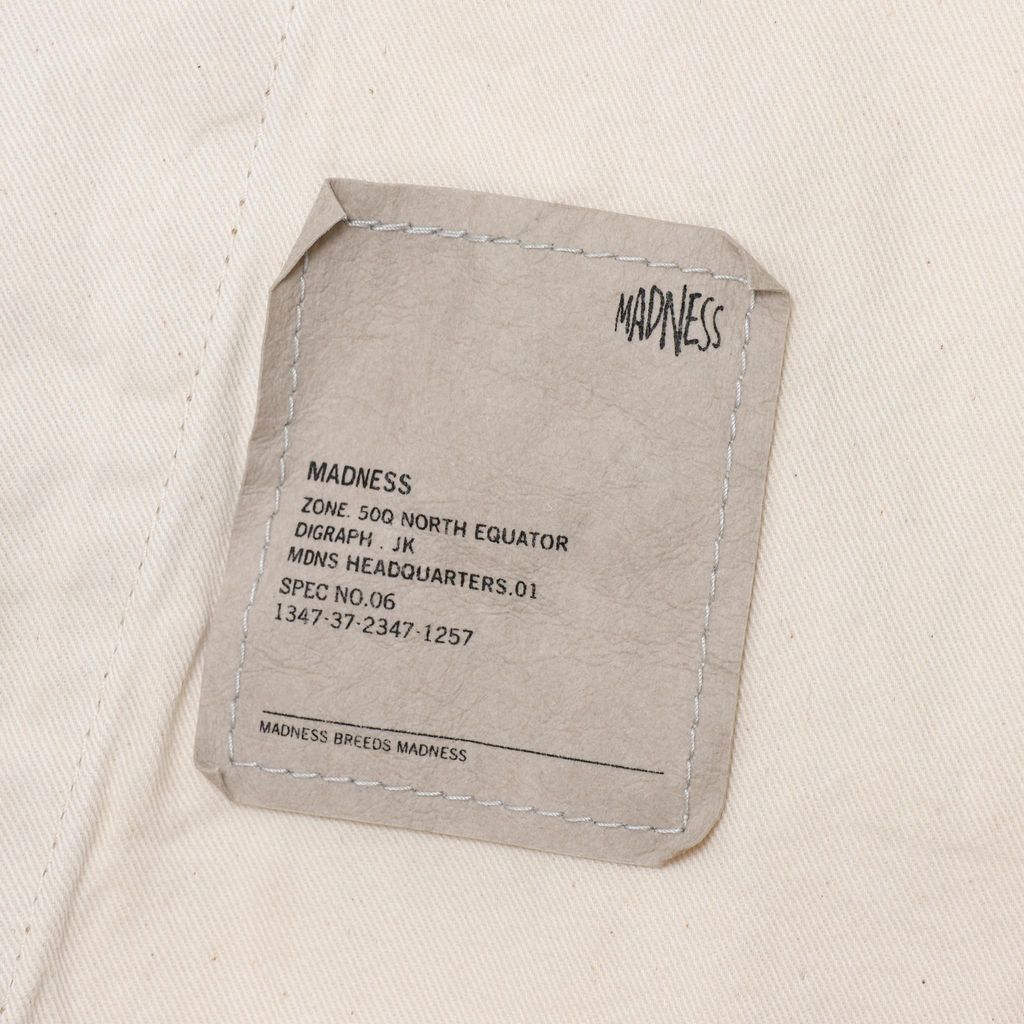 MADNESS
MADNESS
ZONE. 50Q NORTH EQUATOR
DIGRAPH . JK
MDNS HEADQUARTERS.01
SPEC NO.06
1347-37-2347-1257
MADNESS BREEDS MADNESS